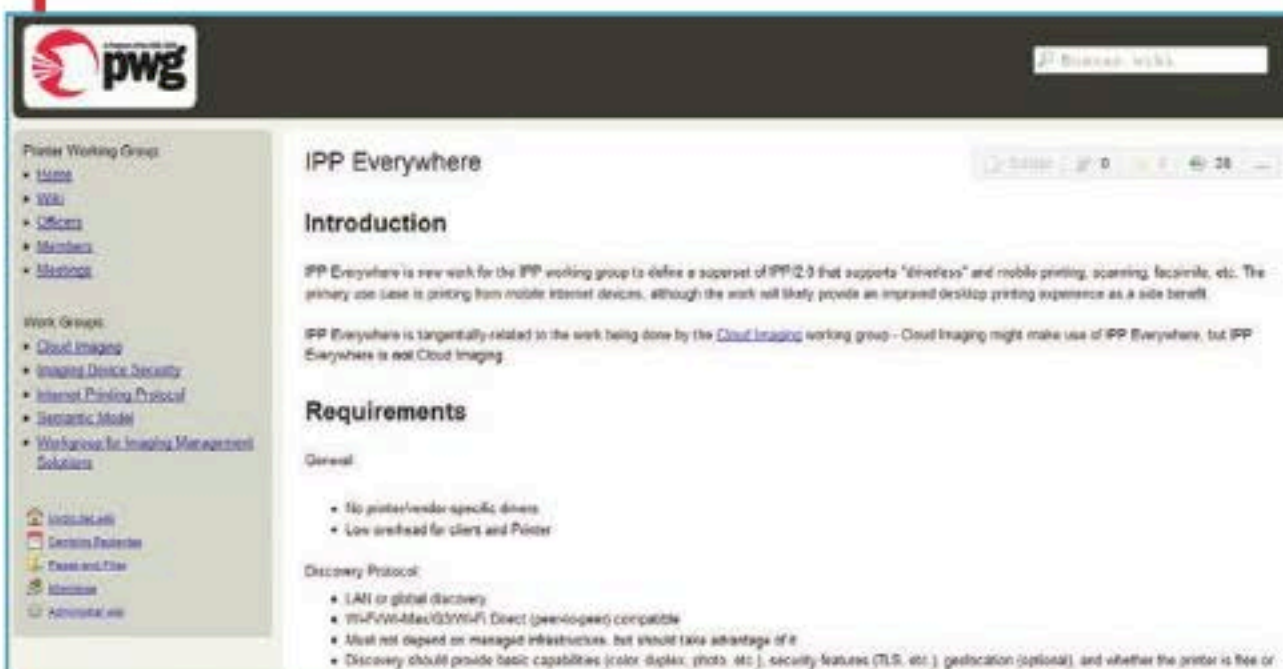 pwg
Buscar wiki
Printer Working Group
Home
Wiki
Officers
Members
Meetings
Work Groups
Cloud Imaging
Imaging Device Security
Internet Printing Protocol
Semantic Model
Workgroup for Imaging Management
Solutions
Pages and Files
Members
IPP Everywhere
0
28
Introduction
IPP Everywhere is new work for the IPP working group to define a superset of IPP/2.0 that supports "driverless" and mobile printing, scanning, facsimile, etc. The
primary use case is printing from mobile internet devices, although the work will likely provide an improved desktop printing experience as a side benefit.
IPP Everywhere is tangentially-related to the work being done by the Cloud Imaging working group - Cloud Imaging might make use of IPP Everywhere, but IPP
Everywhere is not Cloud Imaging.
Requirements
General:
No printer/vendor-specific drivers
Low overhead for client and Printer
Discovery Protocol:
LAN or global discovery
Wi-Fi/Wi-Max/G3/Wi-Fi Direct (peer-to-peer) compatible
Must not depend on managed infrastructure, but should take advantage of it
Discovery should provide basic capabilities (color, duplex, photo, etc.), security features (TLS, etc.), geolocation (optional), and whether the printer is free or